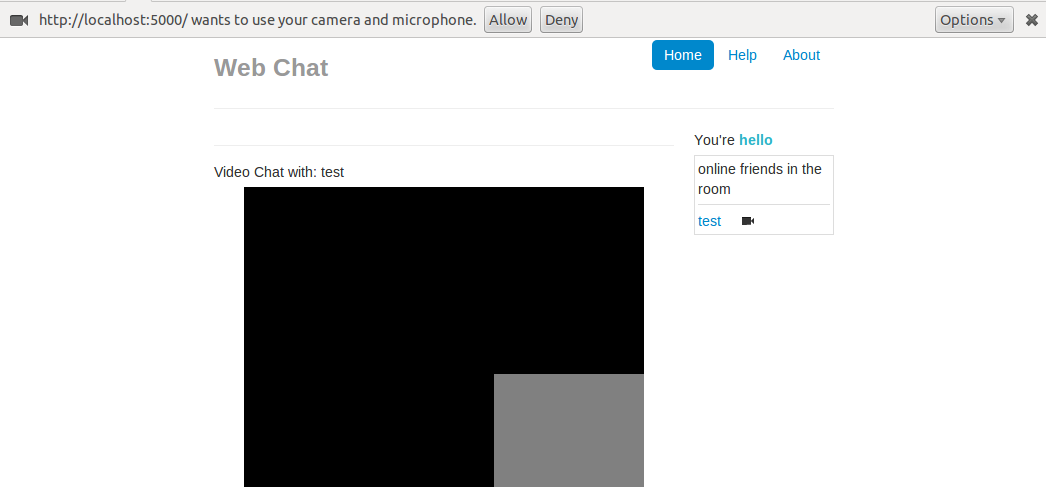 http://localhost:5000/ wants to use your camera and microphone. Allow Deny Options
Web Chat
Home Help About
You're hello
Video Chat with: test
online friends in the
room
test